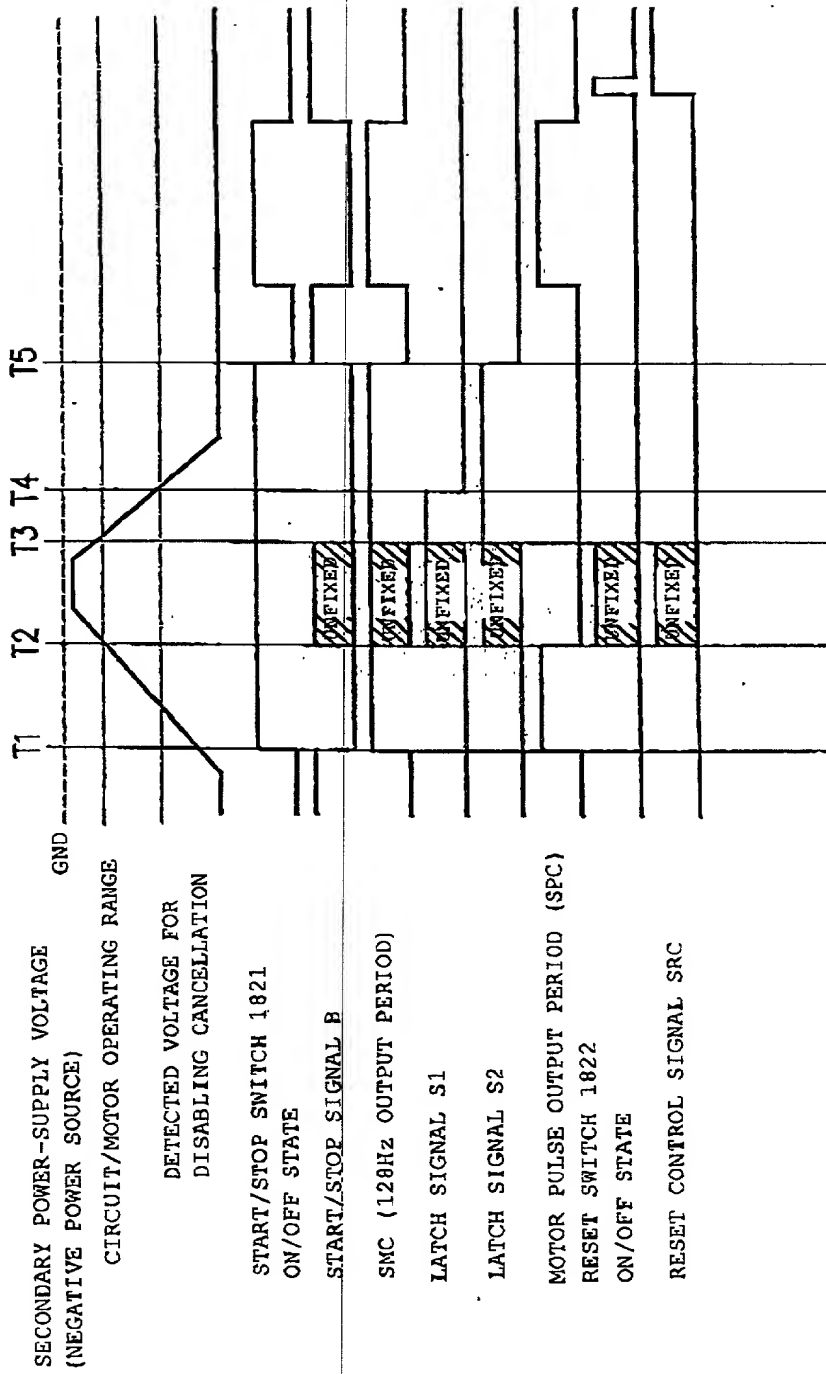 T1 T2 T3 T4 T5
GND
SECONDARY POWER-SUPPLY VOLTAGE
(NEGATIVE POWER SOURCE)
CIRCUIT/MOTOR OPERATING RANGE
DETECTED VOLTAGE FOR
DISABLING CANCELLATION
START/STOP SWITCH 1821
ON/OFF STATE
START/STOP SIGNAL B
UNFIXED
SMC (128Hz OUTPUT PERIOD)
UNFIXED
LATCH SIGNAL S1
UNFIXED
LATCH SIGNAL S2
UNFIXED
MOTOR PULSE OUTPUT PERIOD (SPC)
RESET SWITCH 1822
ON/OFF STATE
UNFIXED
RESET CONTROL SIGNAL SRC
UNFIXED